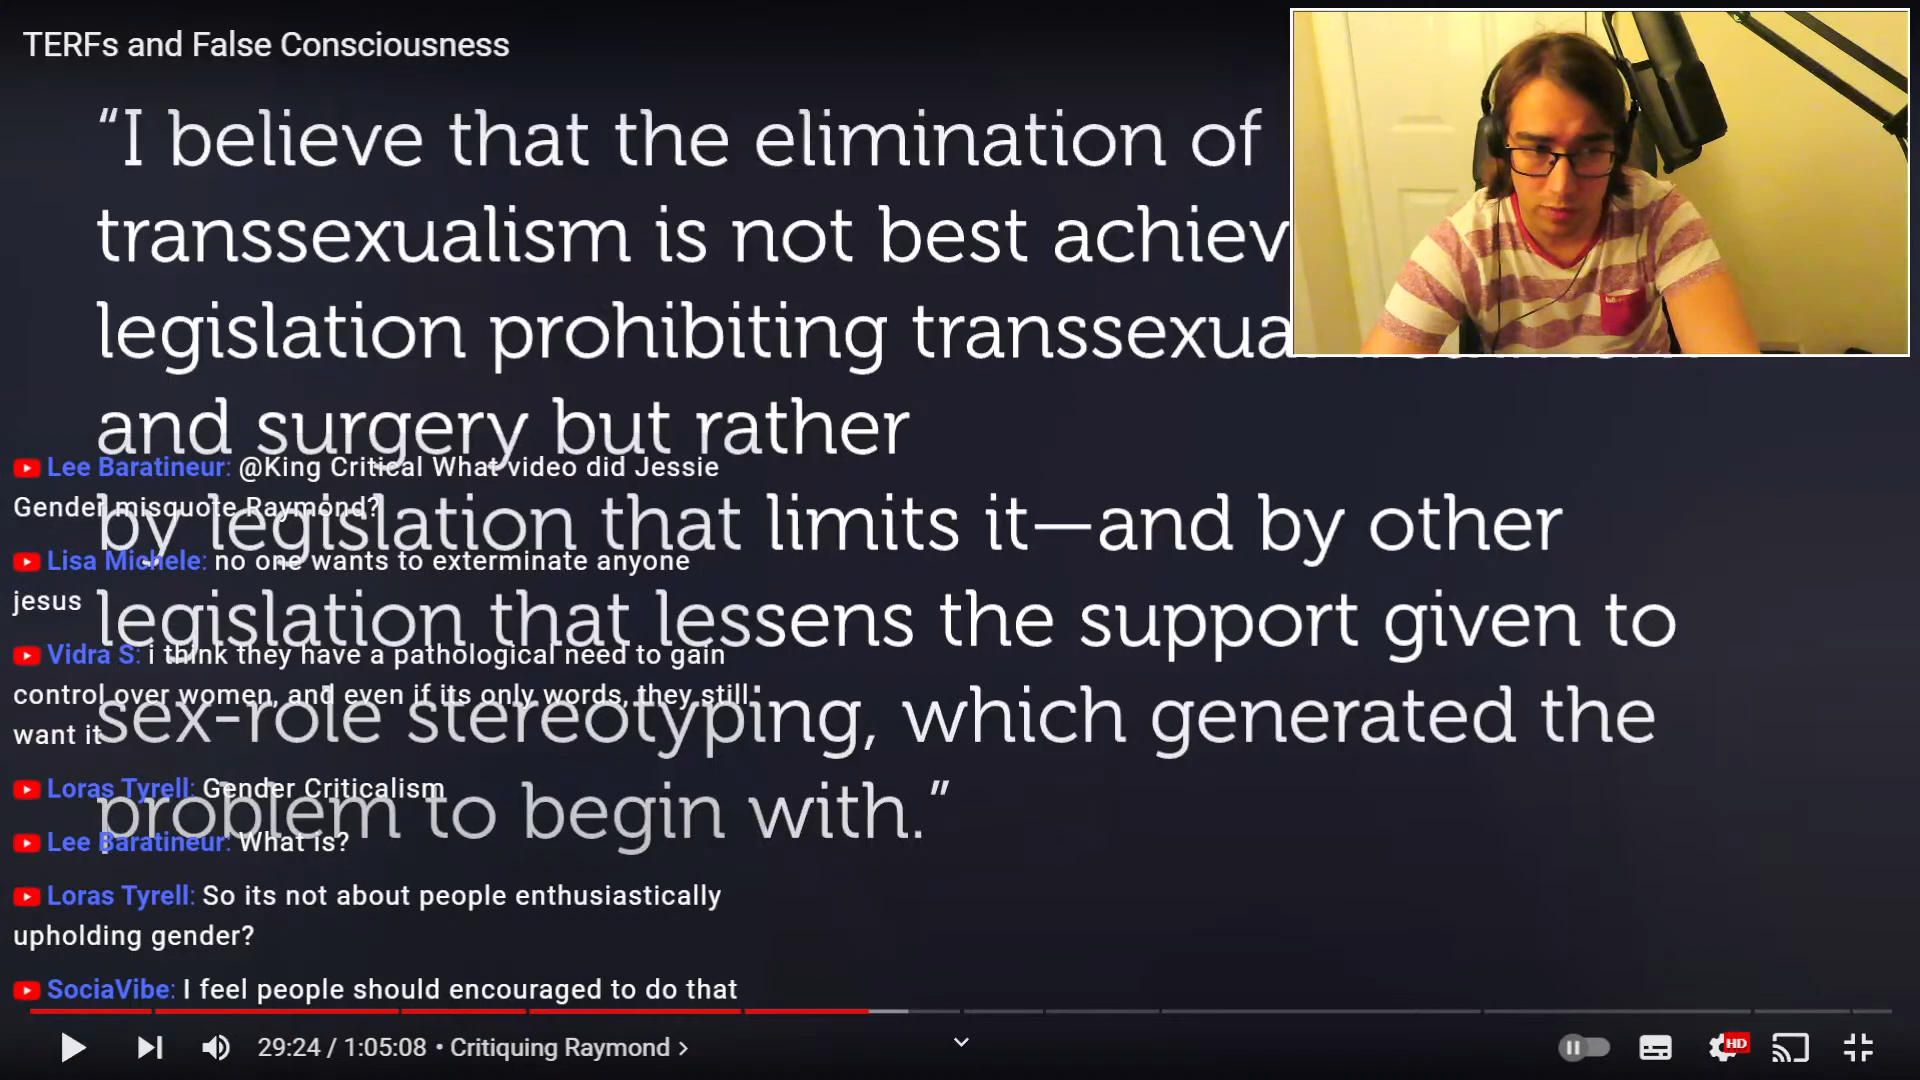 TERFs and False Consciousness
“I believe that the elimination of
transsexualism is not best achiev
legislation prohibiting transsexua
and surgery but rather
Lee Baratineur: @King Critical What video did Jessie
Gender misquote Raymond?
by legislation that limits it—and by other
Lisa Michele: no one wants to exterminate anyone
jesus
legislation that lessens the support given to
Vidra S: i think they have a pathological need to gain
control over women, and even if its only words, they still
want it
sex-role stereotyping, which generated the
Loras Tyrell: Gender Criticalism
problem to begin with.”
Lee Baratineur: What is?
Loras Tyrell: So its not about people enthusiastically
upholding gender?
SociaVibe: I feel people should encouraged to do that
29:24 / 1:05:08 • Critiquing Raymond >
HD